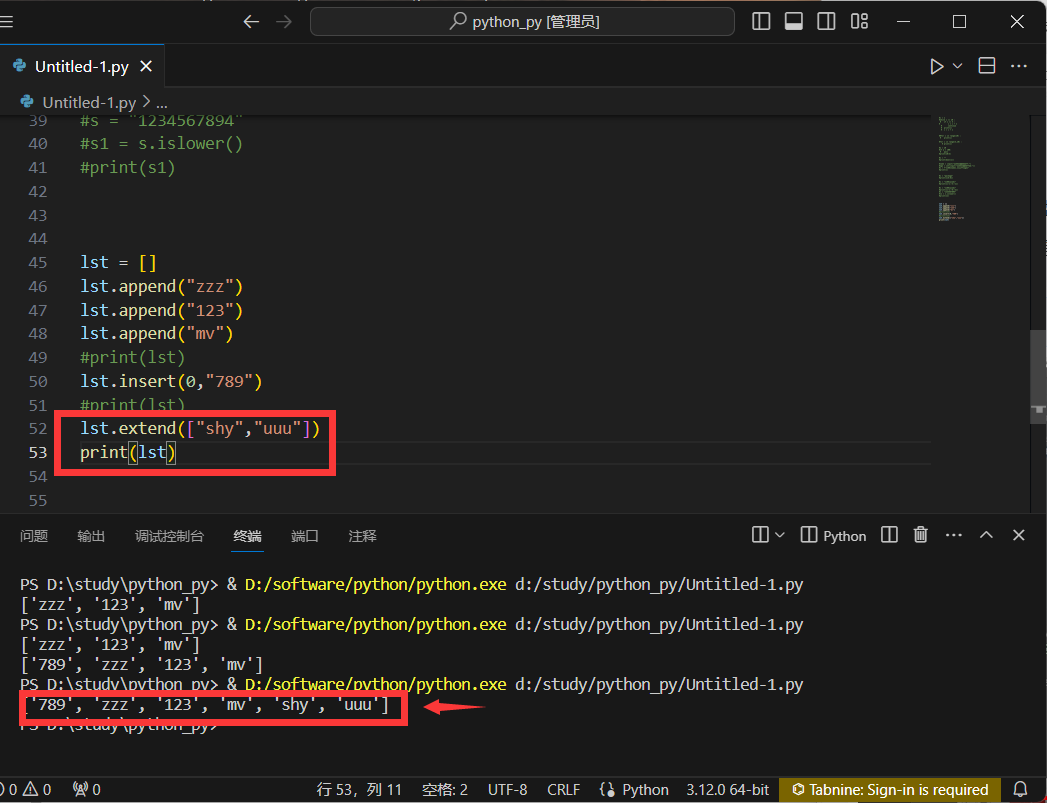 python_py [管理员]
Untitled-1.py
Untitled-1.py > ...
39 #s = "1234567894"
40 #s1 = s.islower()
41 #print(s1)
42
43
44
45 lst = []
46 lst.append("zzz")
47 lst.append("123")
48 lst.append("mv")
49 #print(lst)
50 lst.insert(0,"789")
51 #print(lst)
52 lst.extend(["shy","uuu"])
53 print(lst)
54
55
问题 输出 调试控制台 终端 端口 注释 Python
PS D:\study\python_py> & D:/software/python/python.exe d:/study/python_py/Untitled-1.py
['zzz', '123', 'mv']
PS D:\study\python_py> & D:/software/python/python.exe d:/study/python_py/Untitled-1.py
['zzz', '123', 'mv']
['789', 'zzz', '123', 'mv']
PS D:\study\python_py> & D:/software/python/python.exe d:/study/python_py/Untitled-1.py
['789', 'zzz', '123', 'mv', 'shy', 'uuu']
PS D:\study\python_py>
0 0 0 行 53，列 11 空格: 2 UTF-8 CRLF Python 3.12.0 64-bit Tabnine: Sign-in is required